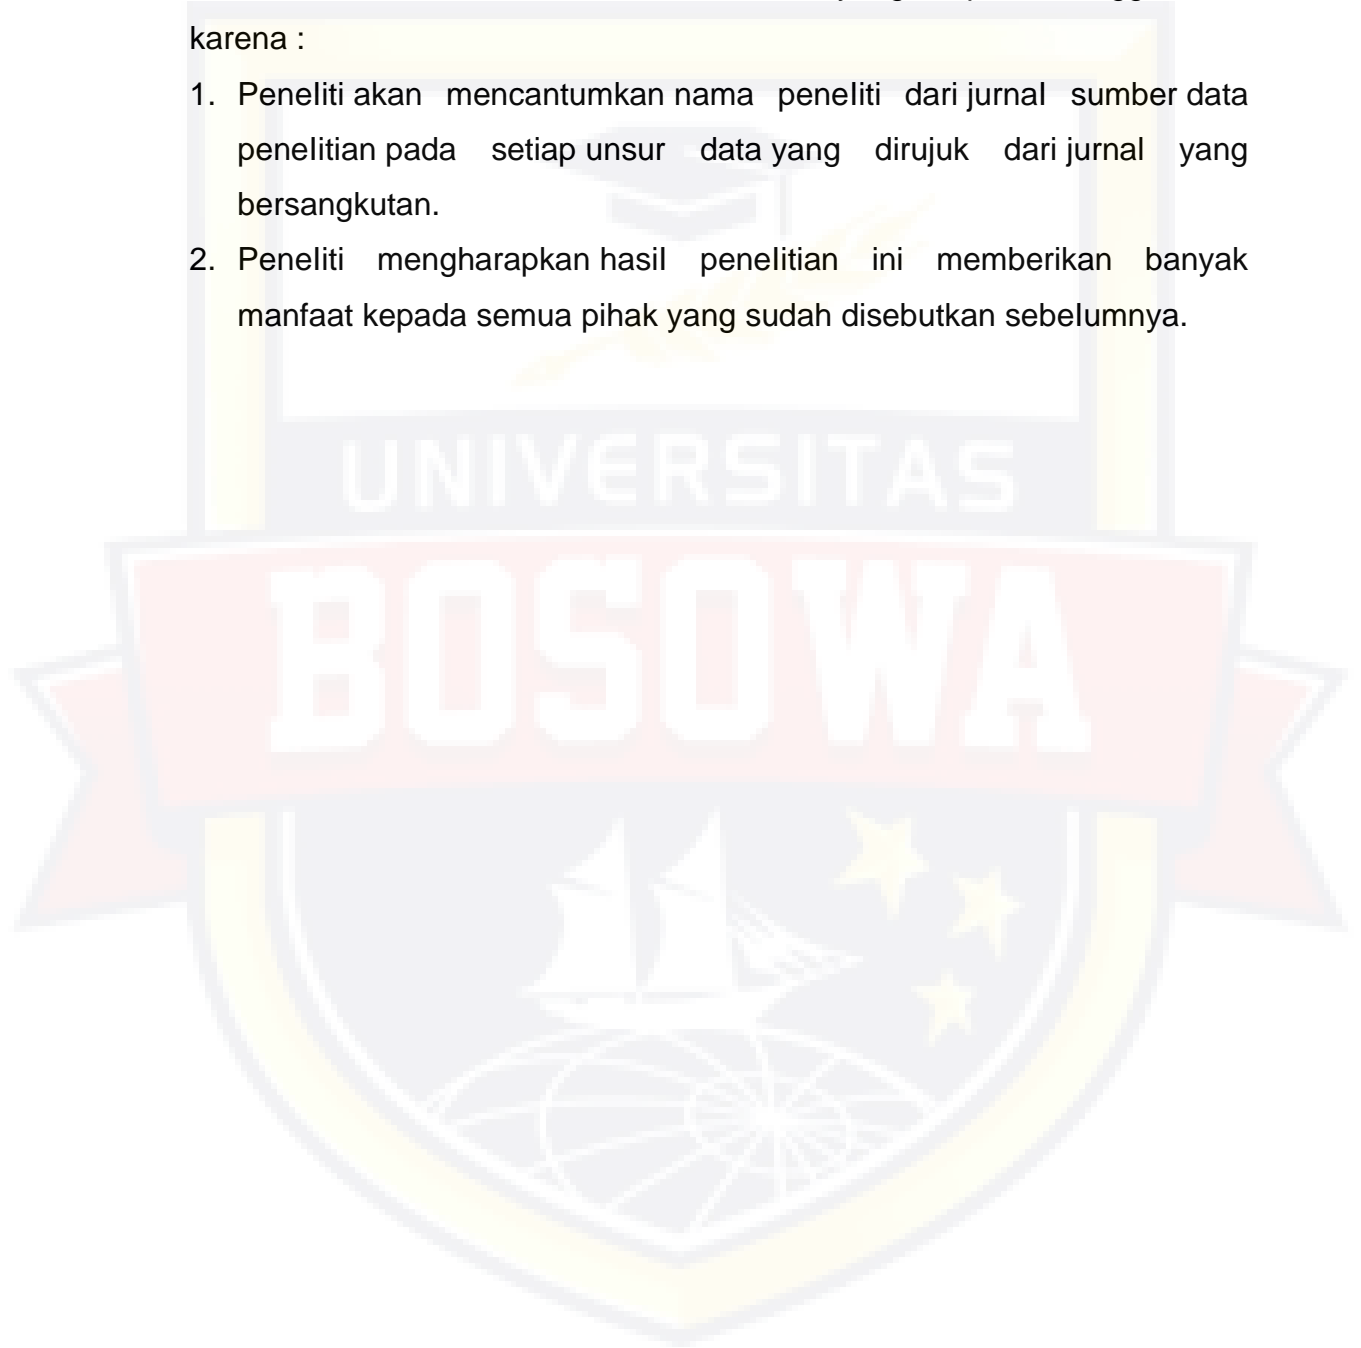 karena :
1. Peneliti akan mencantumkan nama peneliti dari jurnal sumber data
penelitian pada setiap unsur data yang dirujuk dari jurnal yang
bersangkutan.
2. Peneliti mengharapkan hasil penelitian ini memberikan banyak
manfaat kepada semua pihak yang sudah disebutkan sebelumnya.
UNIVERSITAS
BOSOWA